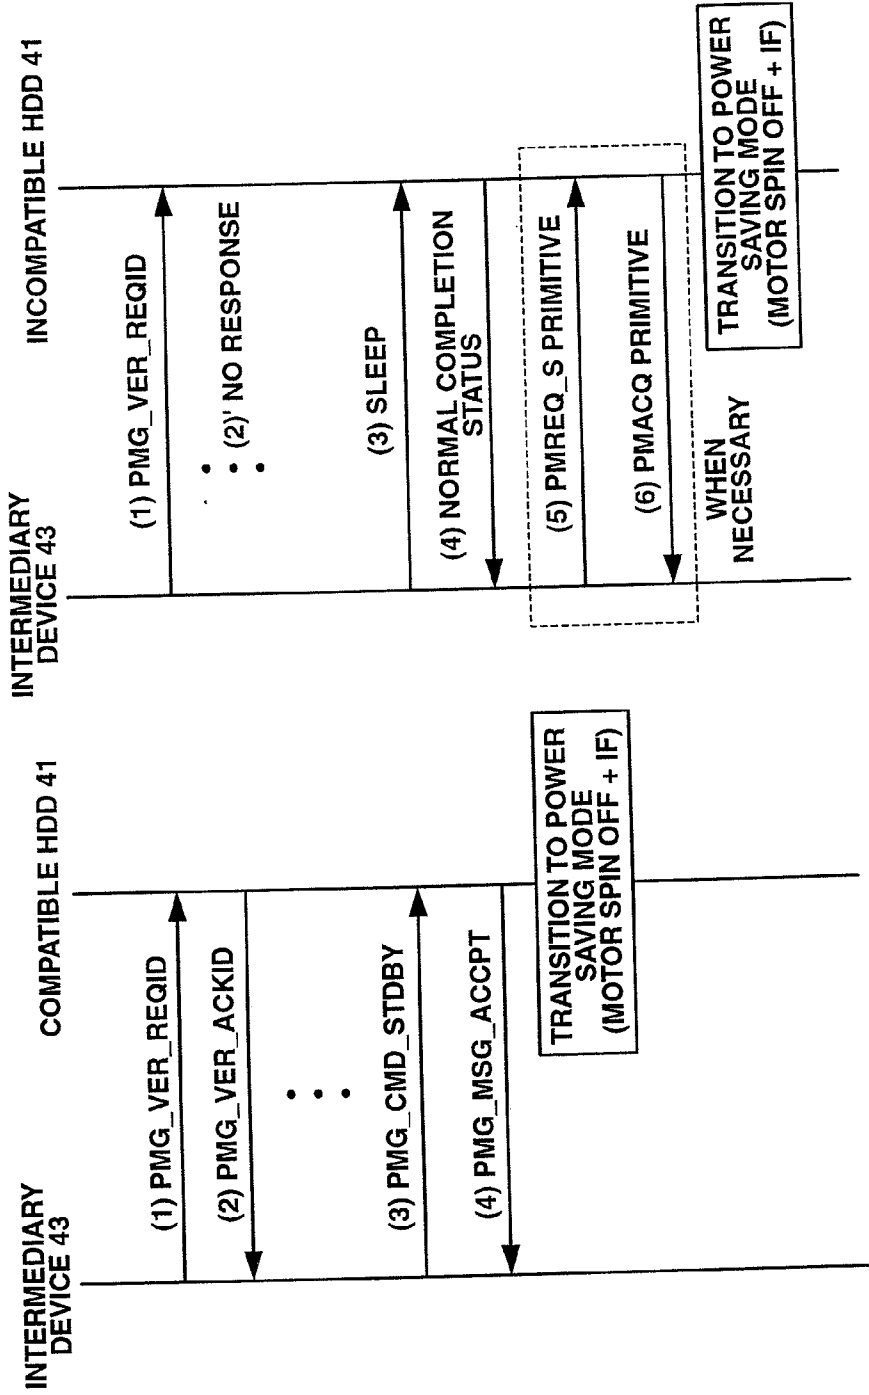 INTERMEDIARY
DEVICE 43
COMPATIBLE HDD 41
(1) PMG_VER_REQID
(2) PMG_VER_ACKID
(3) PMG_CMD_STDBY
(4) PMG_MSG_ACCPT
TRANSITION TO POWER
SAVING MODE
(MOTOR SPIN OFF + IF)
INTERMEDIARY
DEVICE 43
INCOMPATIBLE HDD 41
(1) PMG_VER_REQID
(2)' NO RESPONSE
(3) SLEEP
(4) NORMAL COMPLETION
STATUS
(5) PMREQ_S PRIMITIVE
(6) PMACQ PRIMITIVE
WHEN
NECESSARY
TRANSITION TO POWER
SAVING MODE
(MOTOR SPIN OFF + IF)